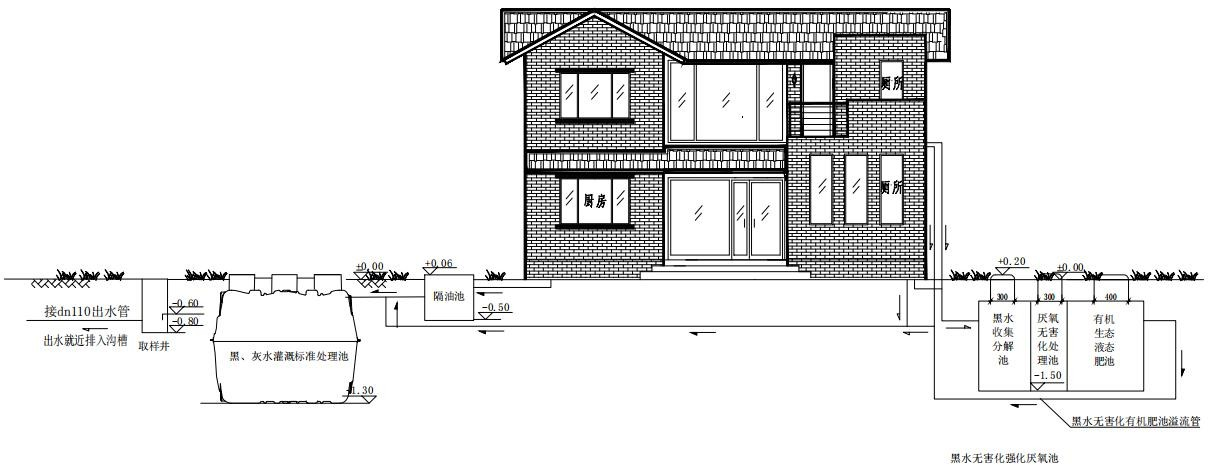 厕所
厕所
厨房
±0.00
+0.06
+0.20
±0.00
隔油池
300
300
400
-0.60
-0.50
接dn110出水管
-0.80
黑水收集分解池
厌氧无害化处理池
有机生态液态肥池
出水就近排入沟槽
取样井
黑、灰水灌溉标准处理池
-1.50
-1.30
黑水无害化有机肥池溢流管
黑水无害化强化厌氧池